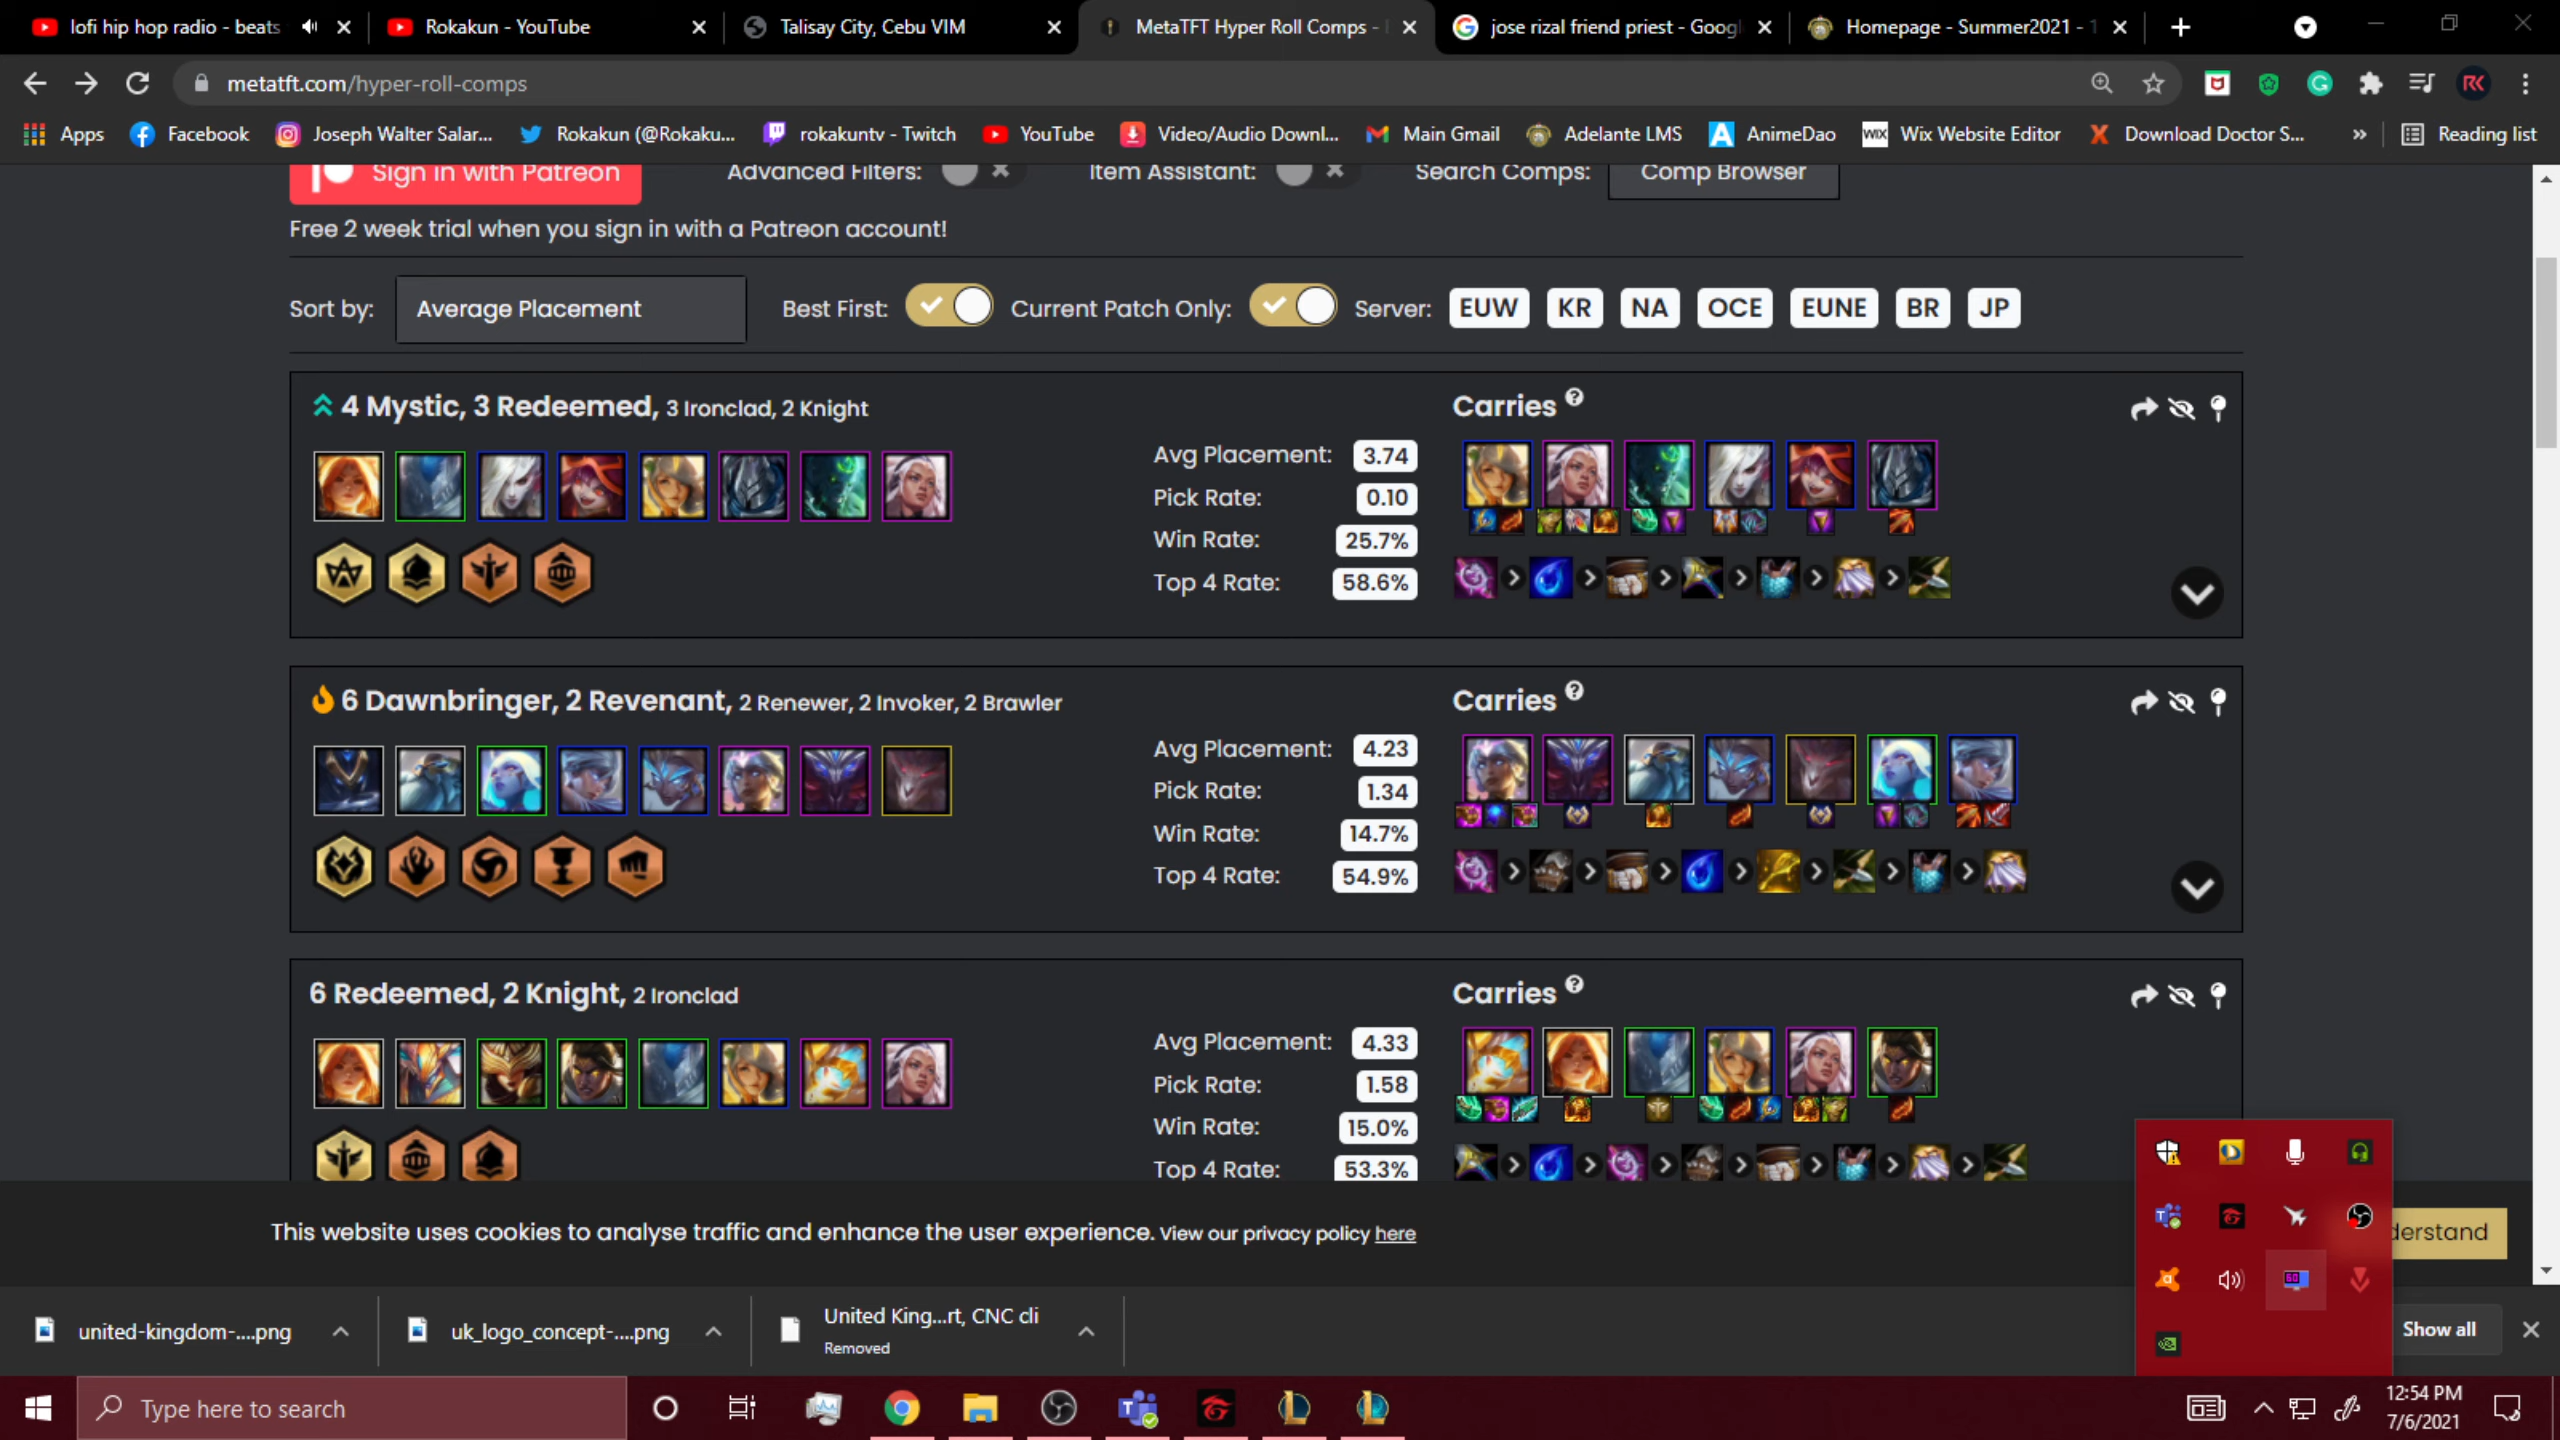 lofi hip hop radio - beats
Rokakun - YouTube
Talisay City, Cebu VIM
MetaTFT Hyper Roll Comps -
jose rizal friend priest - Googl
Homepage - Summer2021 - 1
metatft.com/hyper-roll-comps
RK
Apps
Facebook
Joseph Walter Salar...
Rokakun (@Rokaku...
rokakuntv - Twitch
YouTube
Video/Audio Downl...
Main Gmail
Adelante LMS
AnimeDao
WIX Wix Website Editor
Download Doctor S...
»
Reading list
Sign in with Patreon
Advanced Filters:
Item Assistant:
Search Comps:
Comp Browser
Free 2 week trial when you sign in with a Patreon account!
Sort by:
Average Placement
Best First:
Current Patch Only:
Server:
EUW
KR
NA
OCE
EUNE
BR
JP
4 Mystic, 3 Redeemed, 3 Ironclad, 2 Knight
Carries ?
Avg Placement: 3.74
Pick Rate: 0.10
Win Rate: 25.7%
Top 4 Rate: 58.6%
6 Dawnbringer, 2 Revenant, 2 Renewer, 2 Invoker, 2 Brawler
Carries ?
Avg Placement: 4.23
Pick Rate: 1.34
Win Rate: 14.7%
Top 4 Rate: 54.9%
6 Redeemed, 2 Knight, 2 Ironclad
Carries ?
Avg Placement: 4.33
Pick Rate: 1.58
Win Rate: 15.0%
Top 4 Rate: 53.3%
This website uses cookies to analyse traffic and enhance the user experience. View our privacy policy here
derstand
60
united-kingdom-....png
uk_logo_concept-....png
United King...rt, CNC cli
Removed
Show all
Type here to search
12:54 PM
7/6/2021